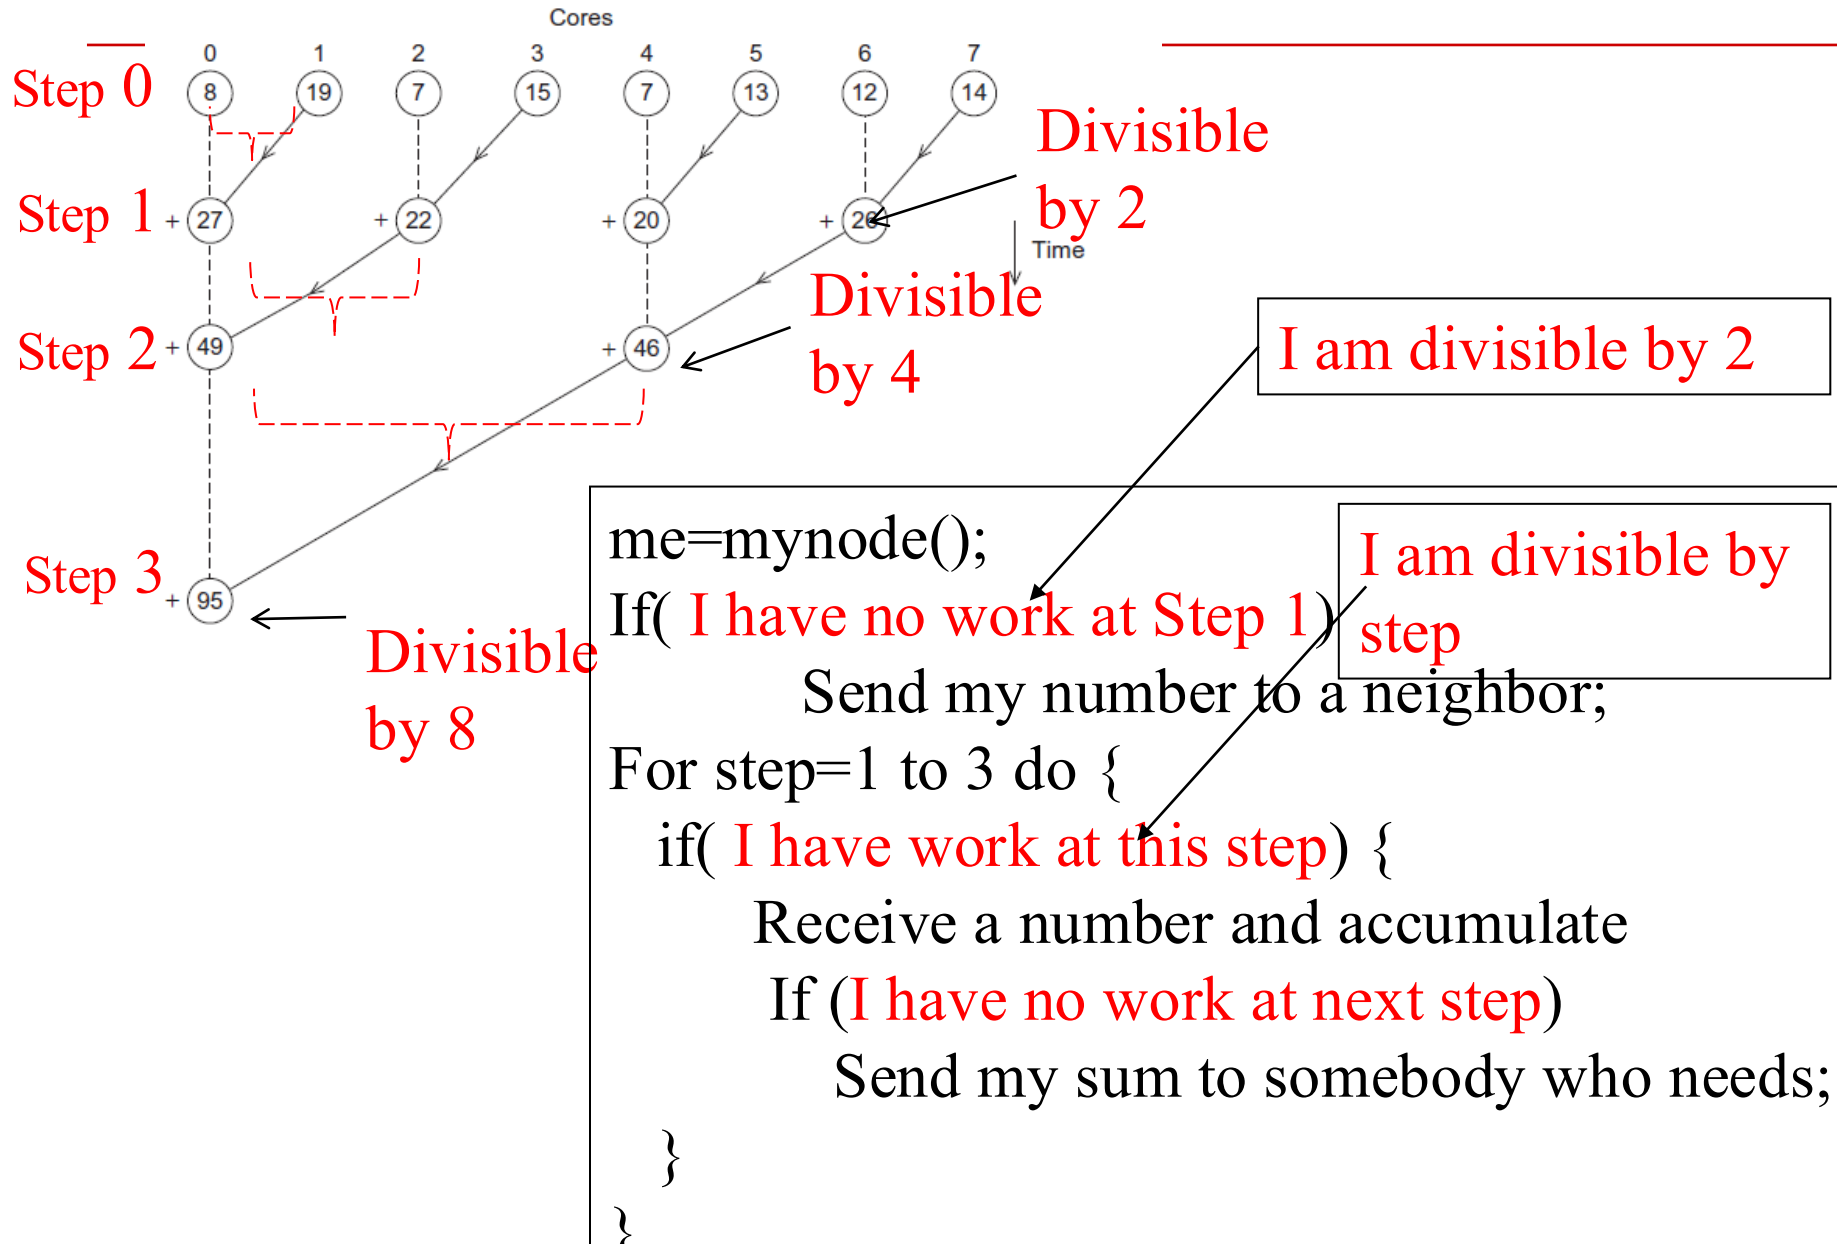 Cores
0 1 2 3 4 5 6 7
Step 0 8 19 7 15 7 13 12 14
Divisible
by 2
Step 1 + 27 + 22 + 20 + 26
Time
Divisible
by 4
Step 2 + 49 + 46
I am divisible by 2
Step 3 + 95
Divisible
by 8
I am divisible by
step
me=mynode();
If( I have no work at Step 1)
Send my number to a neighbor;
For step=1 to 3 do {
if( I have work at this step) {
Receive a number and accumulate
If (I have no work at next step)
Send my sum to somebody who needs;
}
}